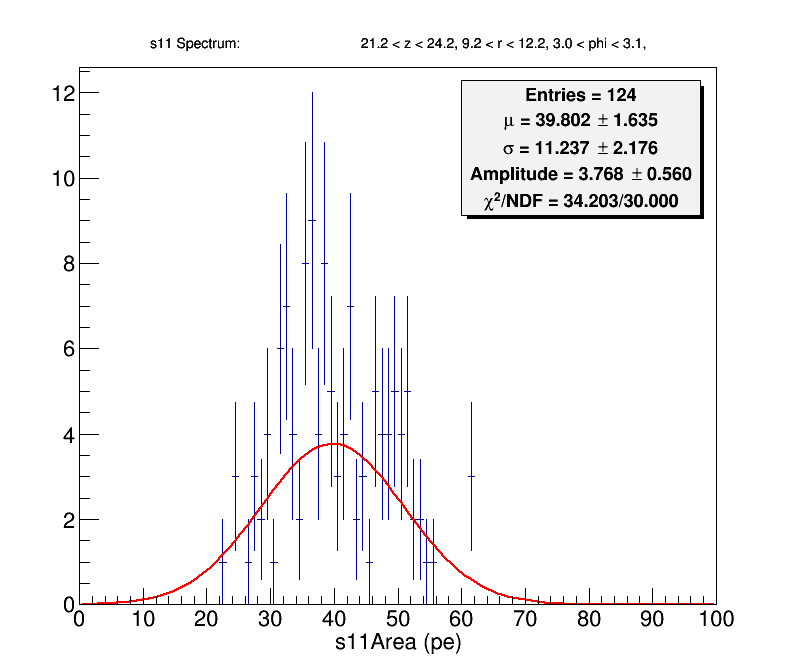 s11 Spectrum: 21.2 < z < 24.2, 9.2 < r < 12.2, 3.0 < phi < 3.1,
Entries = 124
μ = 39.802 ± 1.635
σ = 11.237 ± 2.176
Amplitude = 3.768 ± 0.560
χ²/NDF = 34.203/30.000
12
10
8
6
4
2
0
0 10 20 30 40 50 60 70 80 90 100
s11Area (pe)